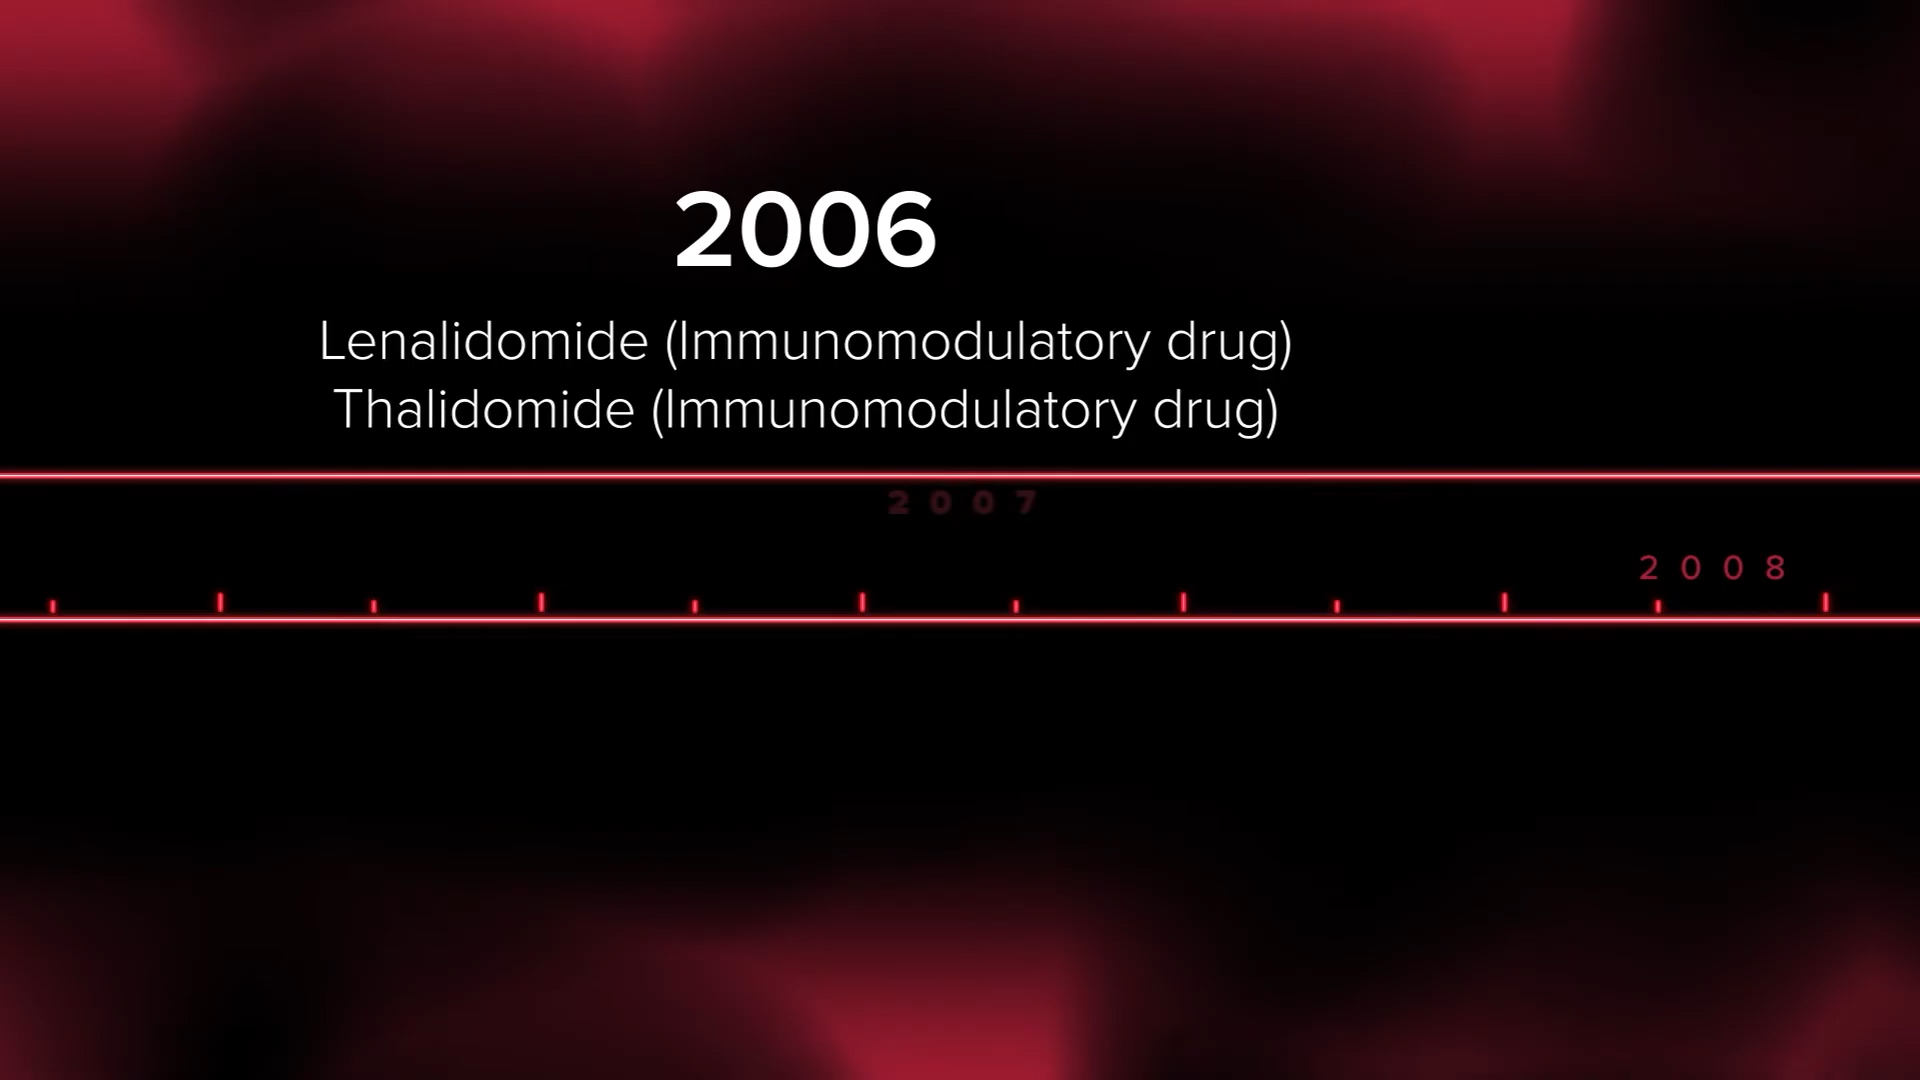 2006
Lenalidomide (Immunomodulatory drug)
Thalidomide (Immunomodulatory drug)
2007
2008